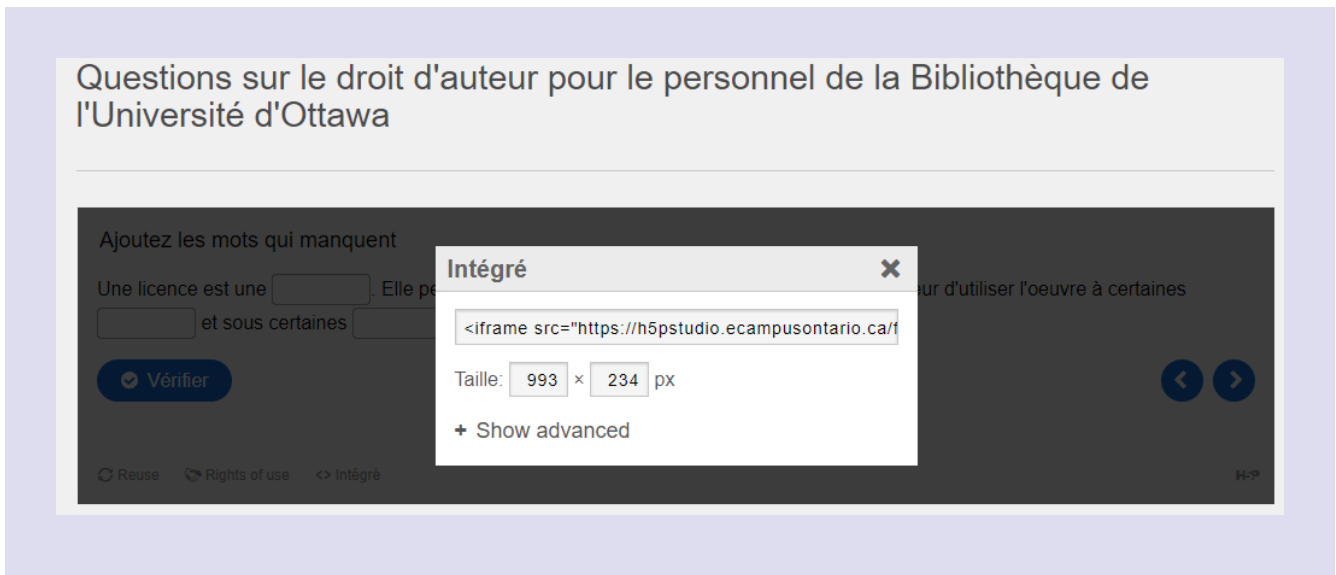 Questions sur le droit d'auteur pour le personnel de la Bibliothèque de
l'Université d'Ottawa
Ajoutez les mots qui manquent
Une licence est une . Elle pe ur d'utiliser l'oeuvre à certaines
et sous certaines
Intégré
<iframe src="https://h5pstudio.ecampusontario.ca/f
Taille: 993 × 234 px
+ Show advanced
Vérifier
Reuse Rights of use <> Intégré H-P